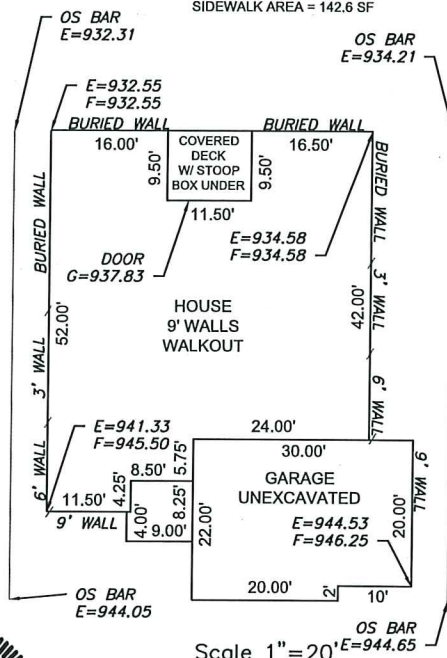 SIDEWALK AREA = 142.6 SF
OS BAR
E=932.31
OS BAR
E=934.21
E=932.55
F=932.55
BURIED WALL
16.00'
COVERED
DECK
W/ STOOP
BOX UNDER
BURIED WALL
16.50'
9.50'
9.50'
11.50'
BURIED WALL
BURIED WALL
DOOR
G=937.83
E=934.58
F=934.58
HOUSE
9' WALLS
WALKOUT
52.00'
42.00'
3' WALL
3' WALL
6' WALL
6' WALL
E=941.33
F=945.50
24.00'
30.00'
8.50'
5.75'
11.50'
4.25'
8.25'
9' WALL
4.00'
9.00'
22.00'
GARAGE
UNEXCAVATED
9' WALL
20.00'
E=944.53
F=946.25
20.00'
2'
10'
OS BAR
E=944.05
OS BAR
E=944.65
Scale 1"=20'